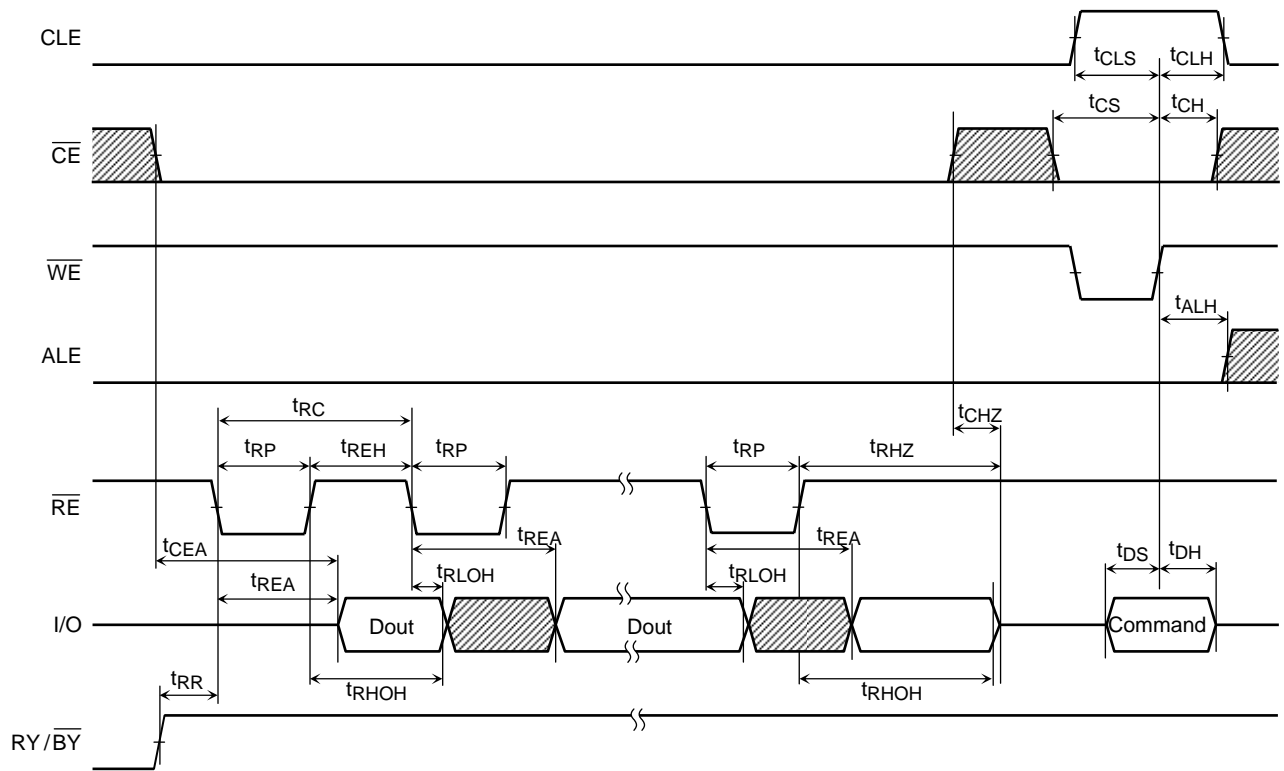 CLE
tCLS tCLH
tCS tCH
CE
WE
tALH
ALE
tRC
tCHZ
tRP tREH tRP tRP tRHZ
RE
tCEA
tREA tREA
tDS tDH
tREA
tRLOH tRLOH
I/O Dout Dout Command
tRR
tRHOH tRHOH
RY/BY